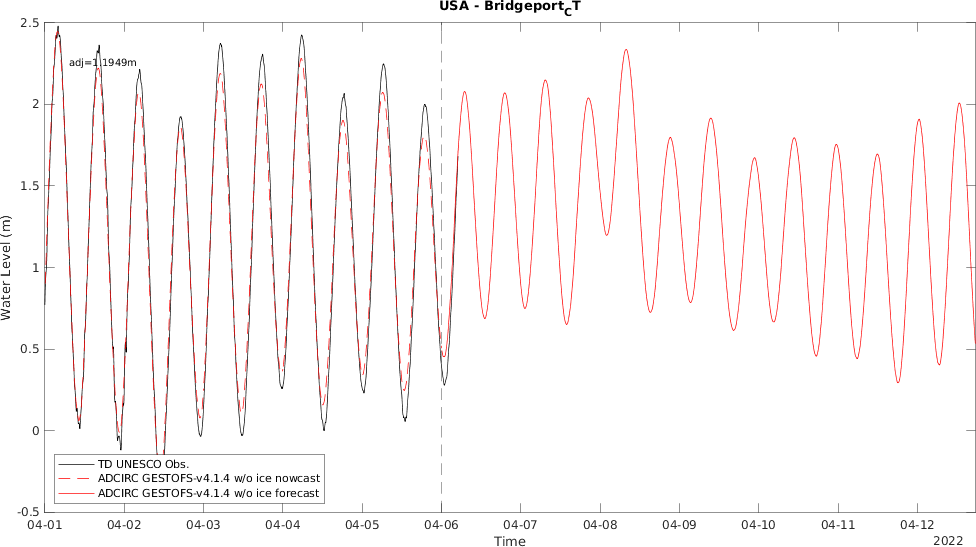 USA - Bridgeport_CT
adj=1.1949m
2.5
2
1.5
1
0.5
0
-0.5
Water Level (m)
TD UNESCO Obs.
ADCIRC GESTOFS-v4.1.4 w/o ice nowcast
ADCIRC GESTOFS-v4.1.4 w/o ice forecast
04-01 04-02 04-03 04-04 04-05 04-06 04-07 04-08 04-09 04-10 04-11 04-12
Time
2022